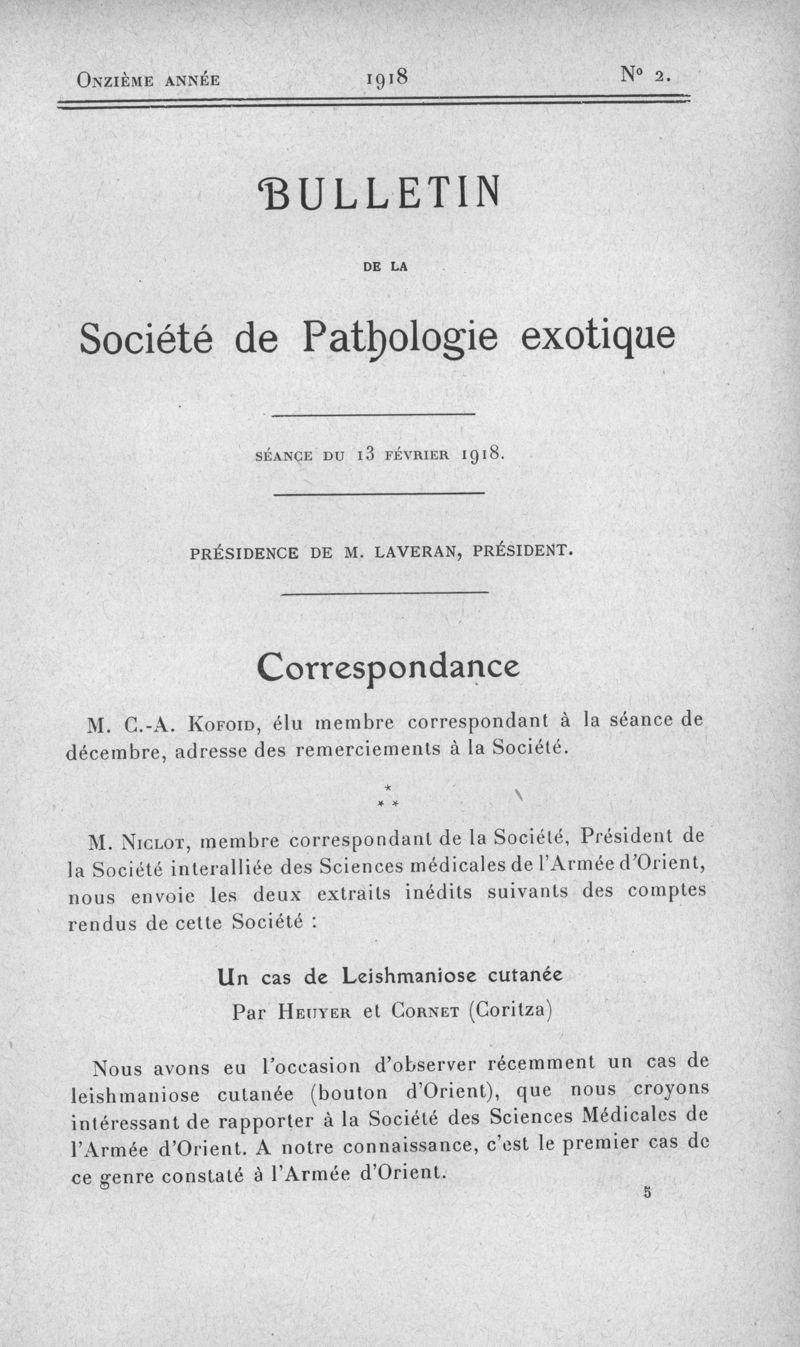 Onzième année 1918 N° 2.
BULLETIN
DE LA
Société de Pathologie exotique
SÉANCE DU 13 FÉVRIER 1918.
PRÉSIDENCE DE M. LAVERAN, PRÉSIDENT.
Correspondance
M. C.-A. Kofoid, élu membre correspondant à la séance de
décembre, adresse des remerciements à la Société.
*
* *
M. Niclot, membre correspondant de la Société, Président de
la Société interalliée des Sciences médicales de l'Armée d'Orient,
nous envoie les deux extraits inédits suivants des comptes
rendus de cette Société :
Un cas de Leishmaniose cutanée
Par Heuyer et Cornet (Coritza)
Nous avons eu l'occasion d'observer récemment un cas de
leishmaniose cutanée (bouton d'Orient), que nous croyons
intéressant de rapporter à la Société des Sciences Médicales de
l'Armée d'Orient. A notre connaissance, c'est le premier cas de
ce genre constaté à l'Armée d'Orient.
5